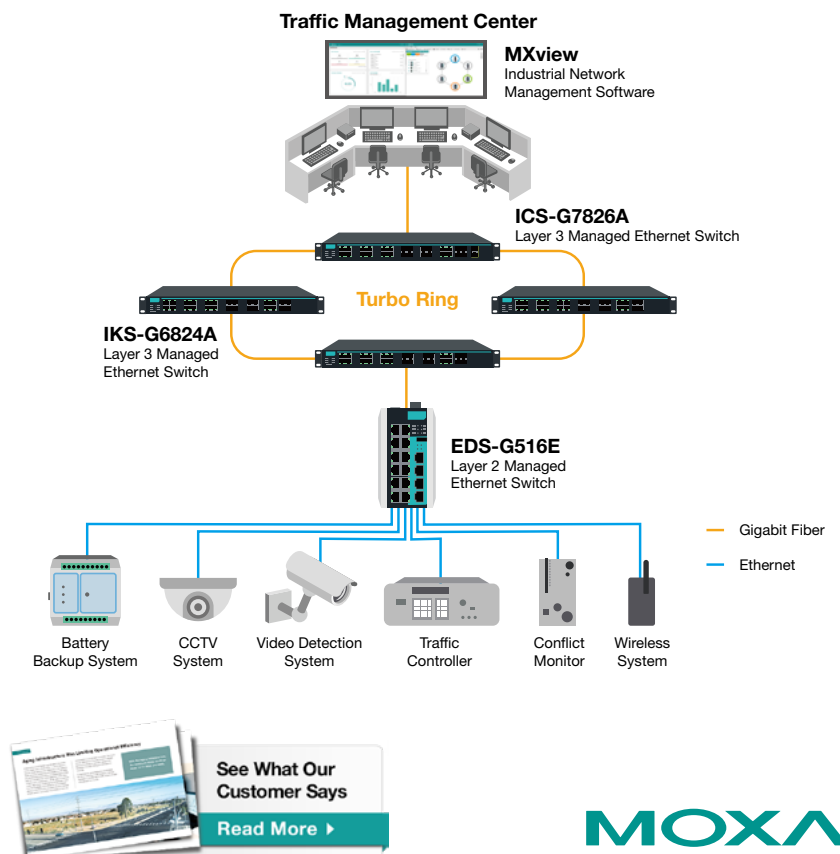 Traffic Management Center
MXview
Industrial Network
Management Software
ICS-G7826A
Layer 3 Managed Ethernet Switch
Turbo Ring
IKS-G6824A
Layer 3 Managed
Ethernet Switch
EDS-G516E
Layer 2 Managed
Ethernet Switch
Gigabit Fiber
Ethernet
Battery
Backup System
CCTV
System
Video Detection
System
Traffic
Controller
Conflict
Monitor
Wireless
System
See What Our
Customer Says
Read More
MOXA